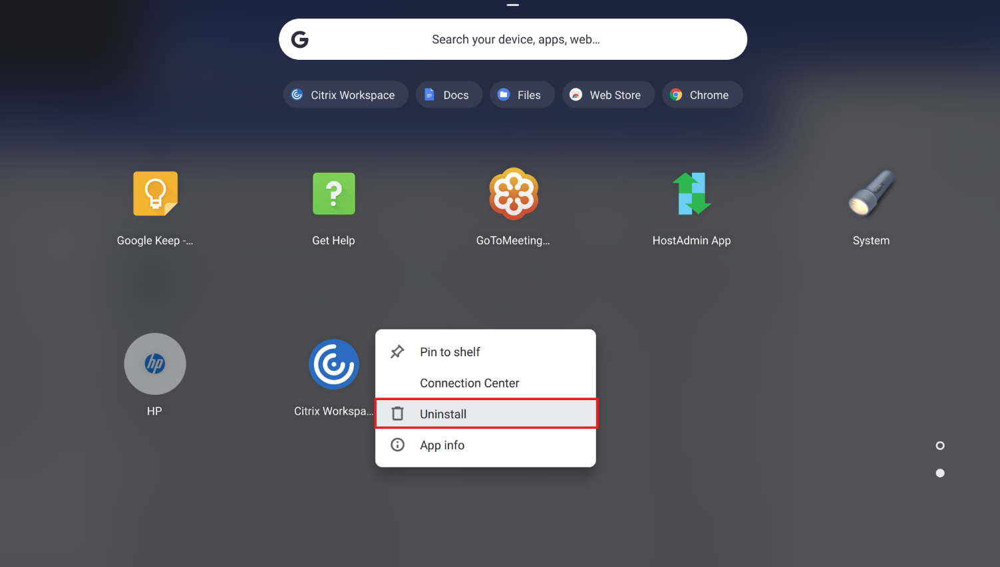 Search your device, apps, web...
Citrix Workspace
Docs
Files
Web Store
Chrome
Google Keep -...
Get Help
GoToMeeting...
HostAdmin App
System
hp
HP
Citrix Workspa...
Pin to shelf
Connection Center
Uninstall
App info